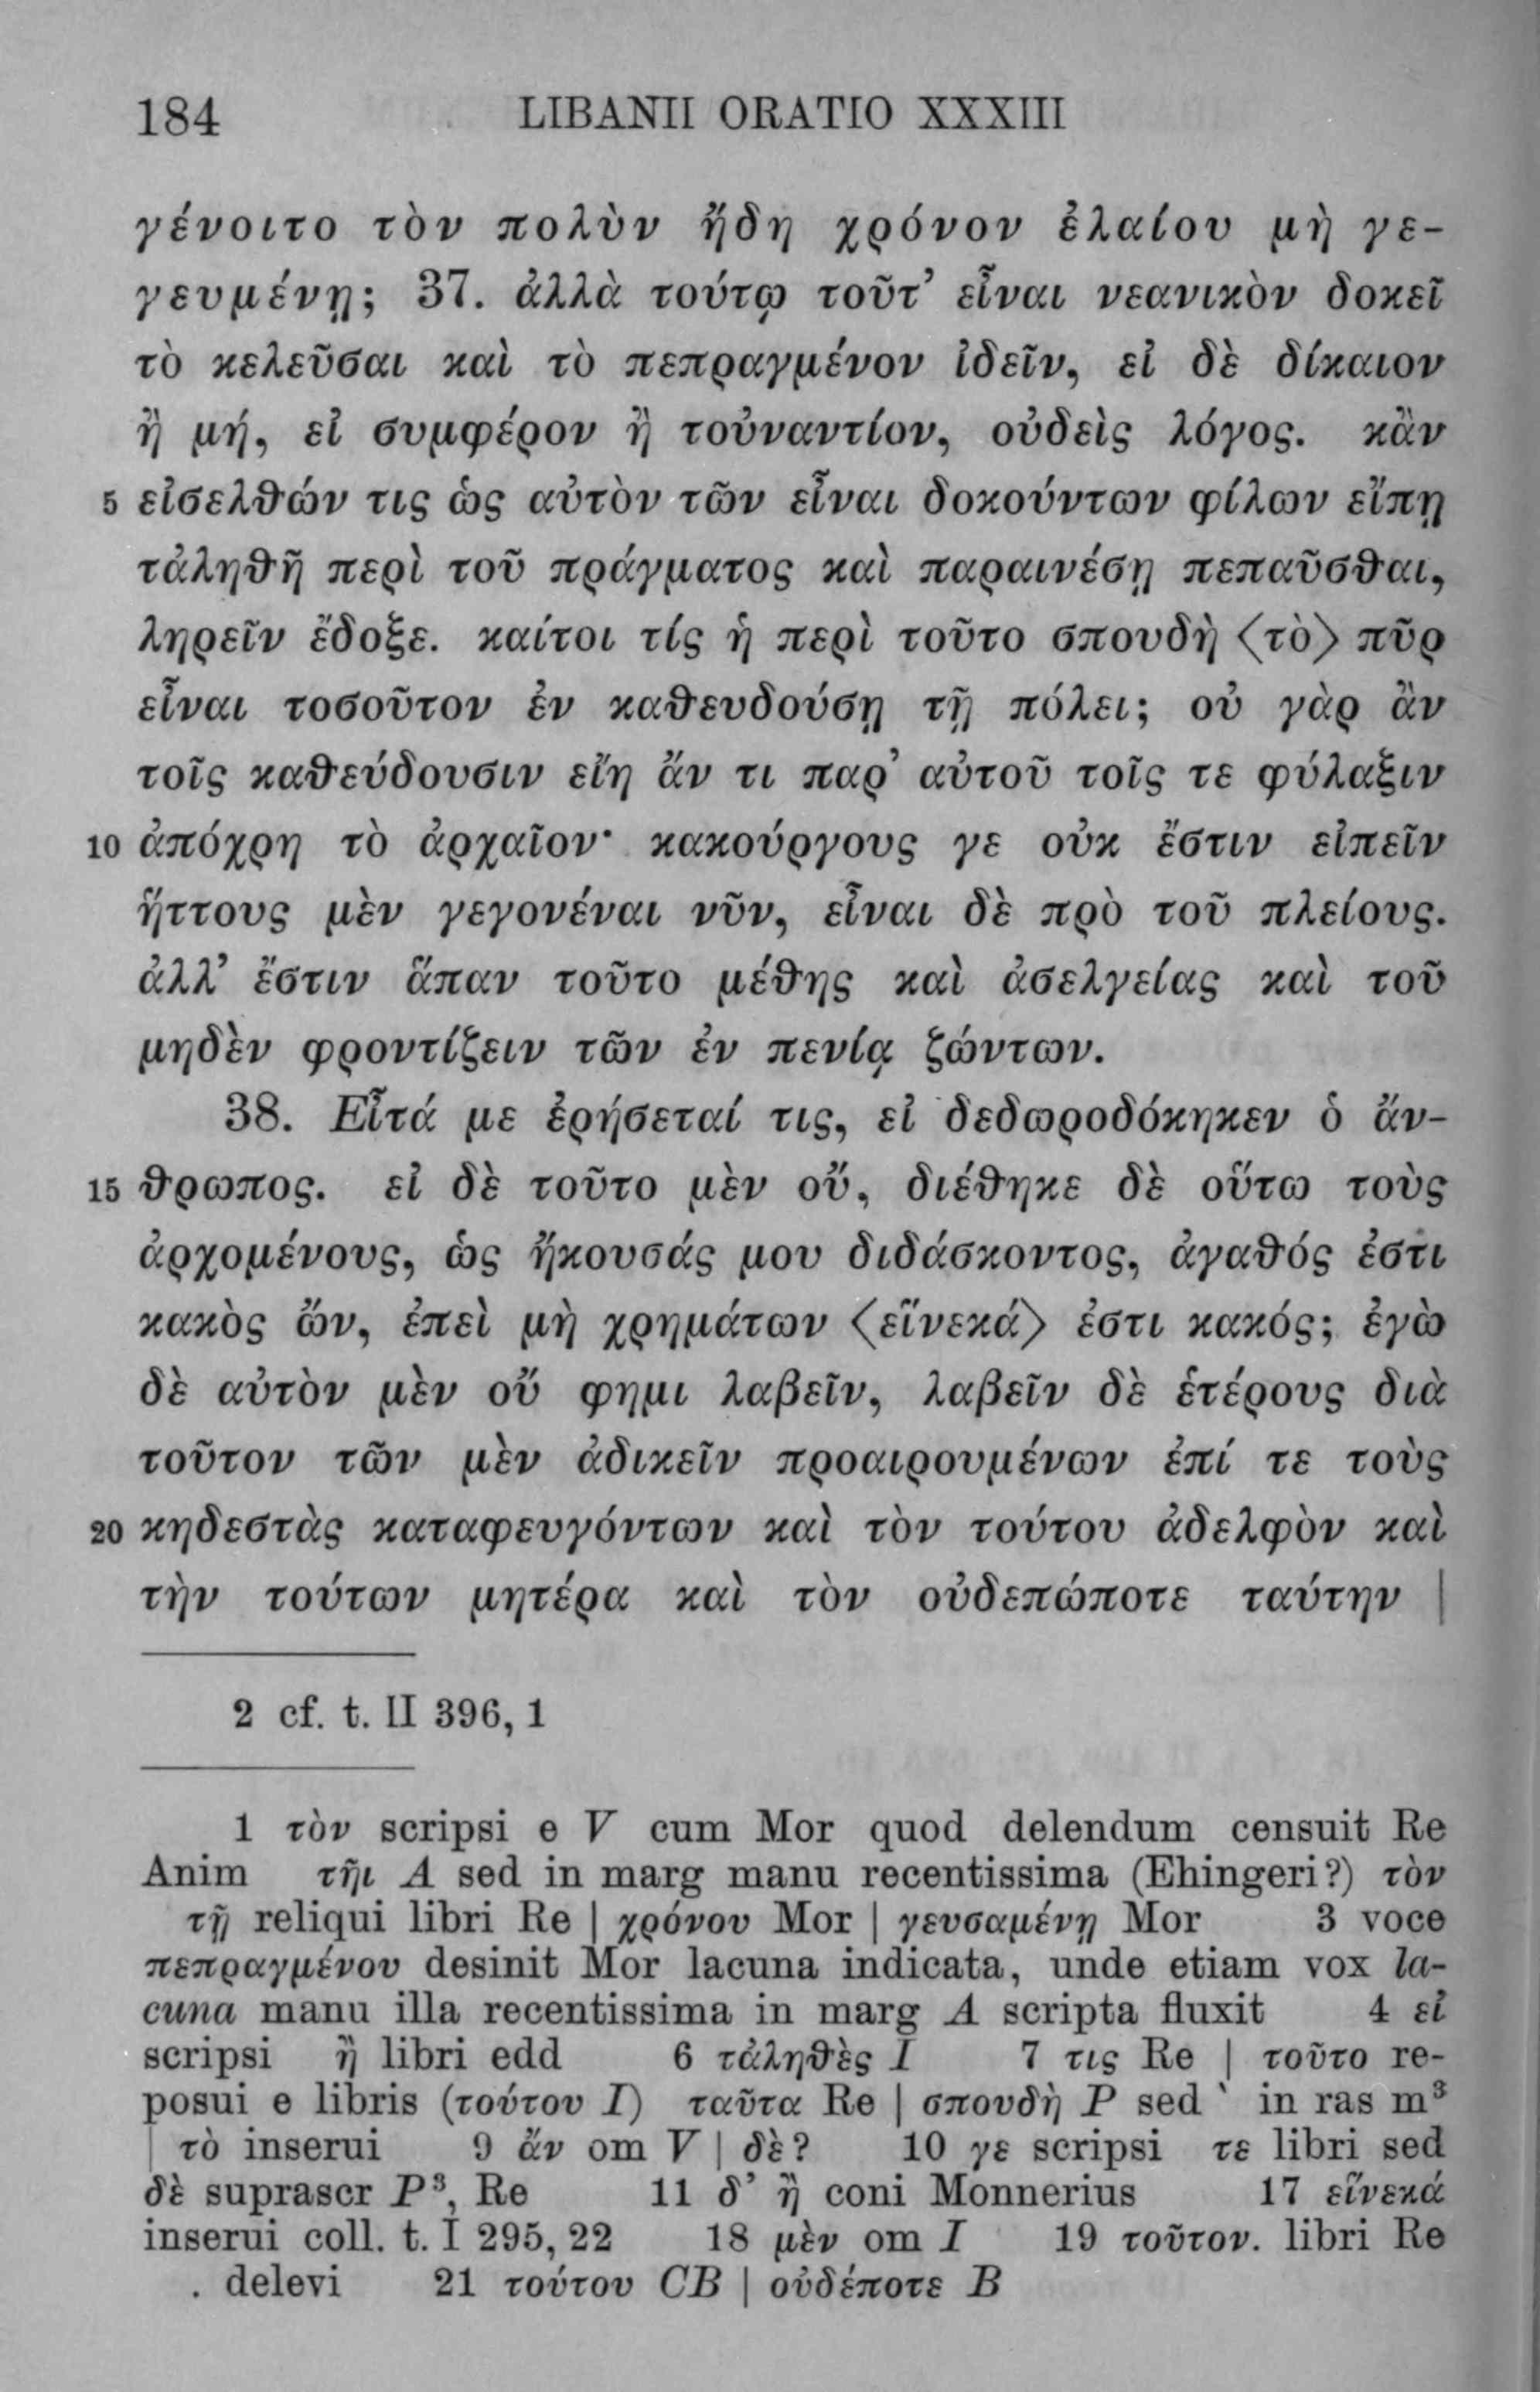 184 LIBANII ORATIO XXXIII
γένοιτο τὸν πολὺν ἤδη χρόνον ἐλαίου μὴ γε-
γευμένῃ; 37. ἀλλὰ τούτῳ τοῦτ’ εἶναι νεανικὸν δοκεῖ
τὸ κελεῦσαι καὶ τὸ πεπραγμένον ἰδεῖν, εἰ δὲ δίκαιον
ἢ μή, εἰ συμφέρον ἢ τοὐναντίον, οὐδεὶς λόγος. κἂν
5 εἰσελθών τις ὡς αὐτὸν τῶν εἶναι δοκούντων φίλων εἴπῃ
τἀληθῆ περὶ τοῦ πράγματος καὶ παραινέσῃ πεπαῦσθαι,
ληρεῖν ἔδοξε. καίτοι τίς ἡ περὶ τοῦτο σπουδὴ ⟨τὸ⟩ πῦρ
εἶναι τοσοῦτον ἐν καθευδούσῃ τῇ πόλει; οὐ γὰρ ἂν
τοῖς καθεύδουσιν εἴη ἄν τι παρ’ αὐτοῦ τοῖς τε φύλαξιν
10 ἀπόχρη τὸ ἀρχαῖον· κακούργους γε οὐκ ἔστιν εἰπεῖν
ἥττους μὲν γεγονέναι νῦν, εἶναι δὲ πρὸ τοῦ πλείους.
ἀλλ’ ἔστιν ἅπαν τοῦτο μέθης καὶ ἀσελγείας καὶ τοῦ
μηδὲν φροντίζειν τῶν ἐν πενίᾳ ζώντων.
38. Εἶτά με ἐρήσεταί τις, εἰ δεδωροδόκηκεν ὁ ἄν-
15 θρωπος. εἰ δὲ τοῦτο μὲν οὔ, διέθηκε δὲ οὕτω τοὺς
ἀρχομένους, ὡς ἤκουσάς μου διδάσκοντος, ἀγαθός ἐστι
κακὸς ὤν, ἐπεὶ μὴ χρημάτων ⟨εἵνεκά⟩ ἐστι κακός; ἐγὼ
δὲ αὐτὸν μὲν οὔ φημι λαβεῖν, λαβεῖν δὲ ἑτέρους διὰ
τοῦτον τῶν μὲν ἀδικεῖν προαιρουμένων ἐπί τε τοὺς
20 κηδεστὰς καταφευγόντων καὶ τὸν τούτου ἀδελφὸν καὶ
τὴν τούτων μητέρα καὶ τὸν οὐδεπώποτε ταύτην |
2 cf. t. II 396, 1
1 τὸν scripsi e V cum Mor quod delendum censuit Re
Anim τῆι A sed in marg manu recentissima (Ehingeri?) τὸν
τῇ reliqui libri Re | χρόνου Mor | γευσαμένῃ Mor 3 voce
πεπραγμένον desinit Mor lacuna indicata, unde etiam vox la-
cuna manu illa recentissima in marg A scripta fluxit 4 εἰ
scripsi ἢ libri edd 6 τἀληθὲς I 7 τις Re | τοῦτο re-
posui e libris (τούτου I) ταῦτα Re | σπουδὴ P sed ` in ras m³
| τὸ inserui 9 ἄν om V | δὲ? 10 γε scripsi τε libri sed
δὲ suprascr P³, Re 11 δ’ ἢ coni Monnerius 17 εἵνεκά
inserui coll. t. I 295, 22 18 μὲν om I 19 τοῦτον. libri Re
. delevi 21 τούτου CB | οὐδέποτε B